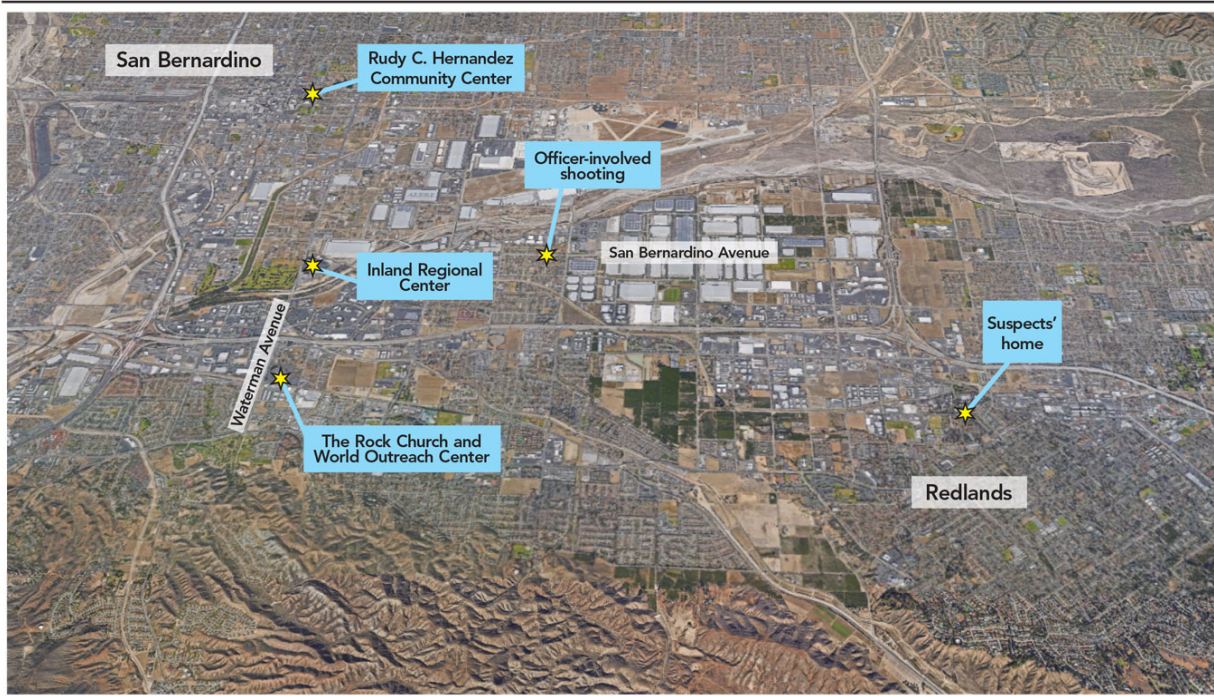 San Bernardino
Rudy C. Hernandez
Community Center
Officer-involved
shooting
San Bernardino Avenue
Inland Regional
Center
Waterman Avenue
Suspects’
home
The Rock Church and
World Outreach Center
Redlands